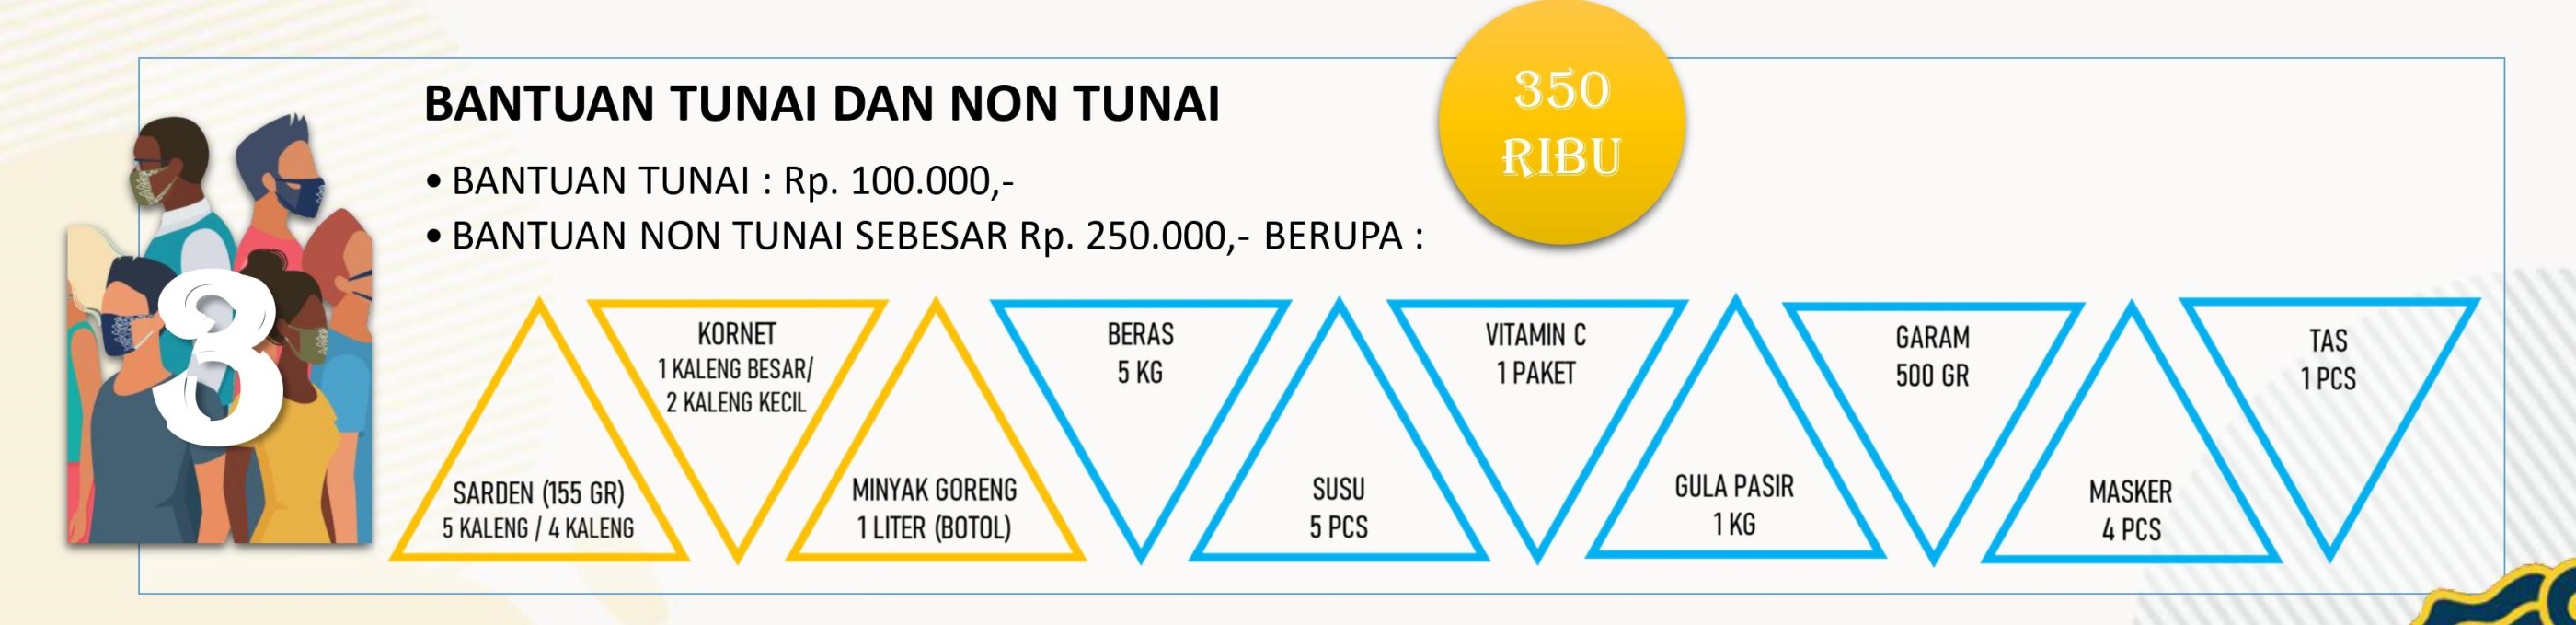 350
RIBU
BANTUAN TUNAI DAN NON TUNAI
• BANTUAN TUNAI : Rp. 100.000,-
• BANTUAN NON TUNAI SEBESAR Rp. 250.000,- BERUPA :
3
SARDEN (155 GR)
5 KALENG / 4 KALENG
KORNET
1 KALENG BESAR/
2 KALENG KECIL
MINYAK GORENG
1 LITER (BOTOL)
BERAS
5 KG
SUSU
5 PCS
VITAMIN C
1 PAKET
GULA PASIR
1 KG
GARAM
500 GR
MASKER
4 PCS
TAS
1 PCS